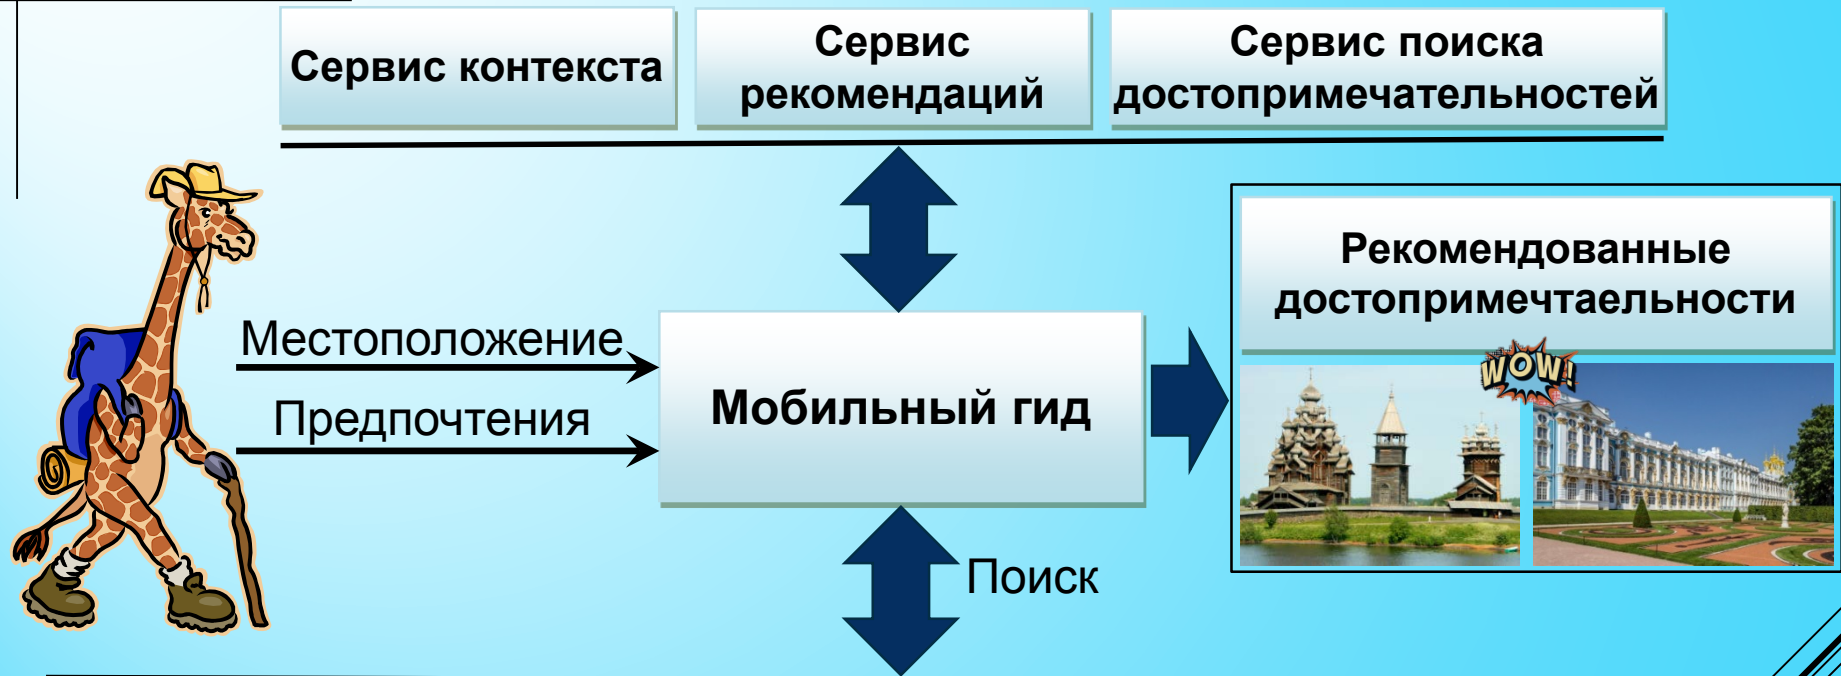 Сервис контекста
Сервис
рекомендаций
Сервис поиска
достопримечательностей
Местоположение
Предпочтения
Мобильный гид
Рекомендованные
достопримечтаельности
WOW!
Поиск